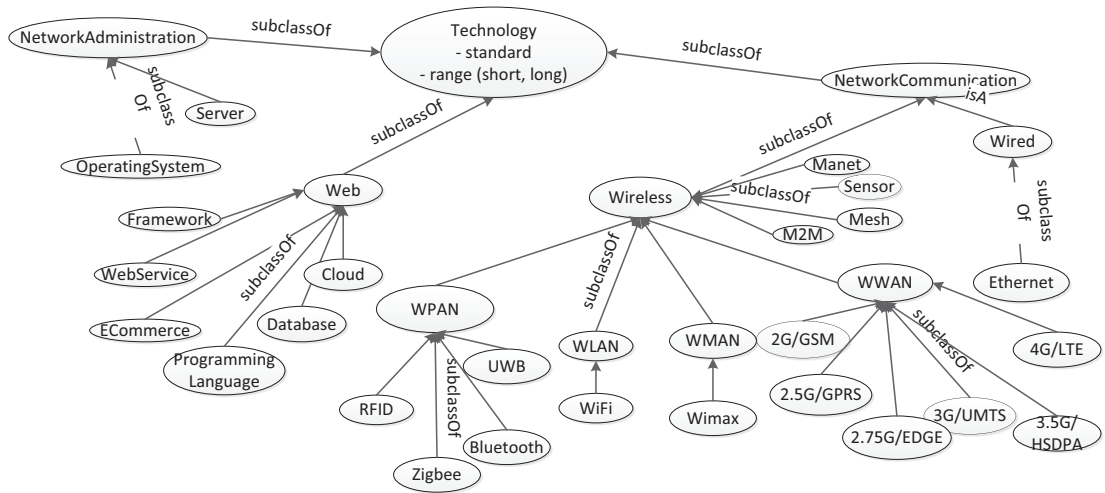 Technology
- standard
- range (short, long)
NetworkAdministration
subclassOf
subclassOf
NetworkCommunication
subclass
Of
Server
OperatingSystem
subclassOf
isA
Wired
subclassOf
Web
Wireless
Manet
Sensor
subclassOf
Mesh
M2M
subclass
Of
Ethernet
Framework
WebService
subclassOf
Cloud
ECommerce
Database
Programming
Language
subclassOf
WPAN
WWAN
WLAN
WMAN
2G/GSM
subclassOf
4G/LTE
UWB
RFID
subclassOf
WiFi
Wimax
2.5G/GPRS
3G/UMTS
2.75G/EDGE
3.5G/
HSDPA
Bluetooth
Zigbee